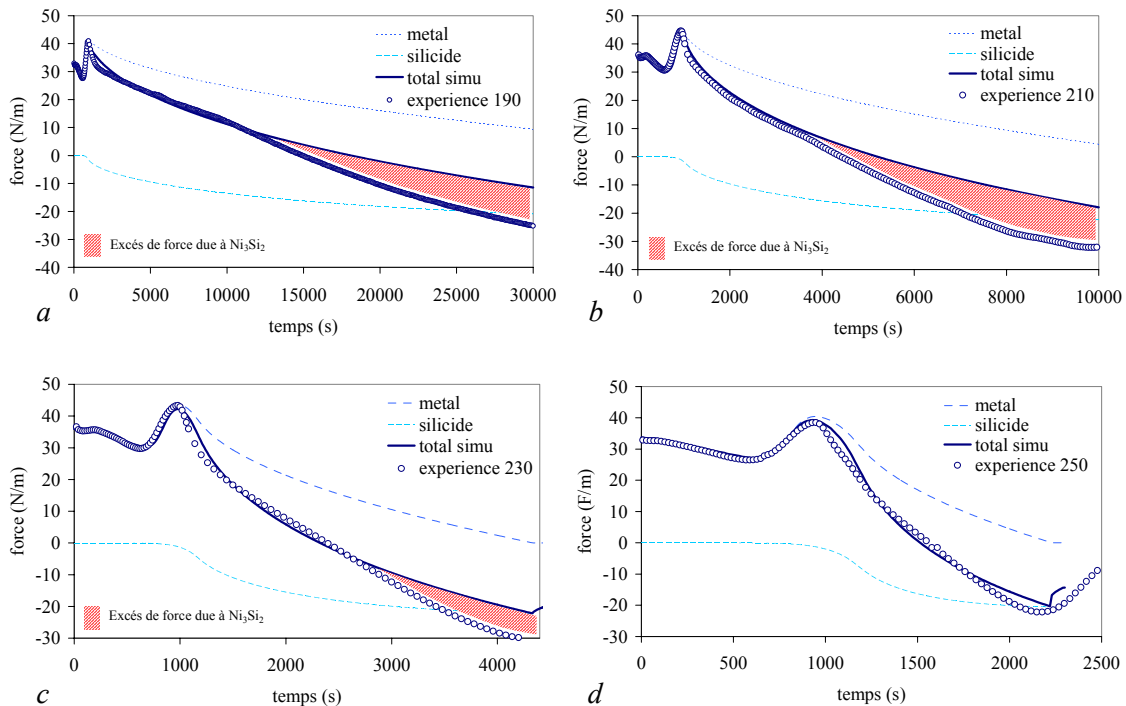 50
40
30
20
10
0
-10
-20
-30
-40
force (N/m)
metal
silicide
total simu
experience 190
Excés de force due à Ni₃Si₂
0 5000 10000 15000 20000 25000 30000
temps (s)
a
50
40
30
20
10
0
-10
-20
-30
-40
force (N/m)
metal
silicide
total simu
experience 210
Excés de force due à Ni₃Si₂
0 2000 4000 6000 8000 10000
temps (s)
b
50
40
30
20
10
0
-10
-20
-30
force (N/m)
metal
silicide
total simu
experience 230
Excés de force due à Ni₃Si₂
0 1000 2000 3000 4000
temps (s)
c
50
40
30
20
10
0
-10
-20
-30
force (F/m)
metal
silicide
total simu
experience 250
0 500 1000 1500 2000 2500
temps (s)
d